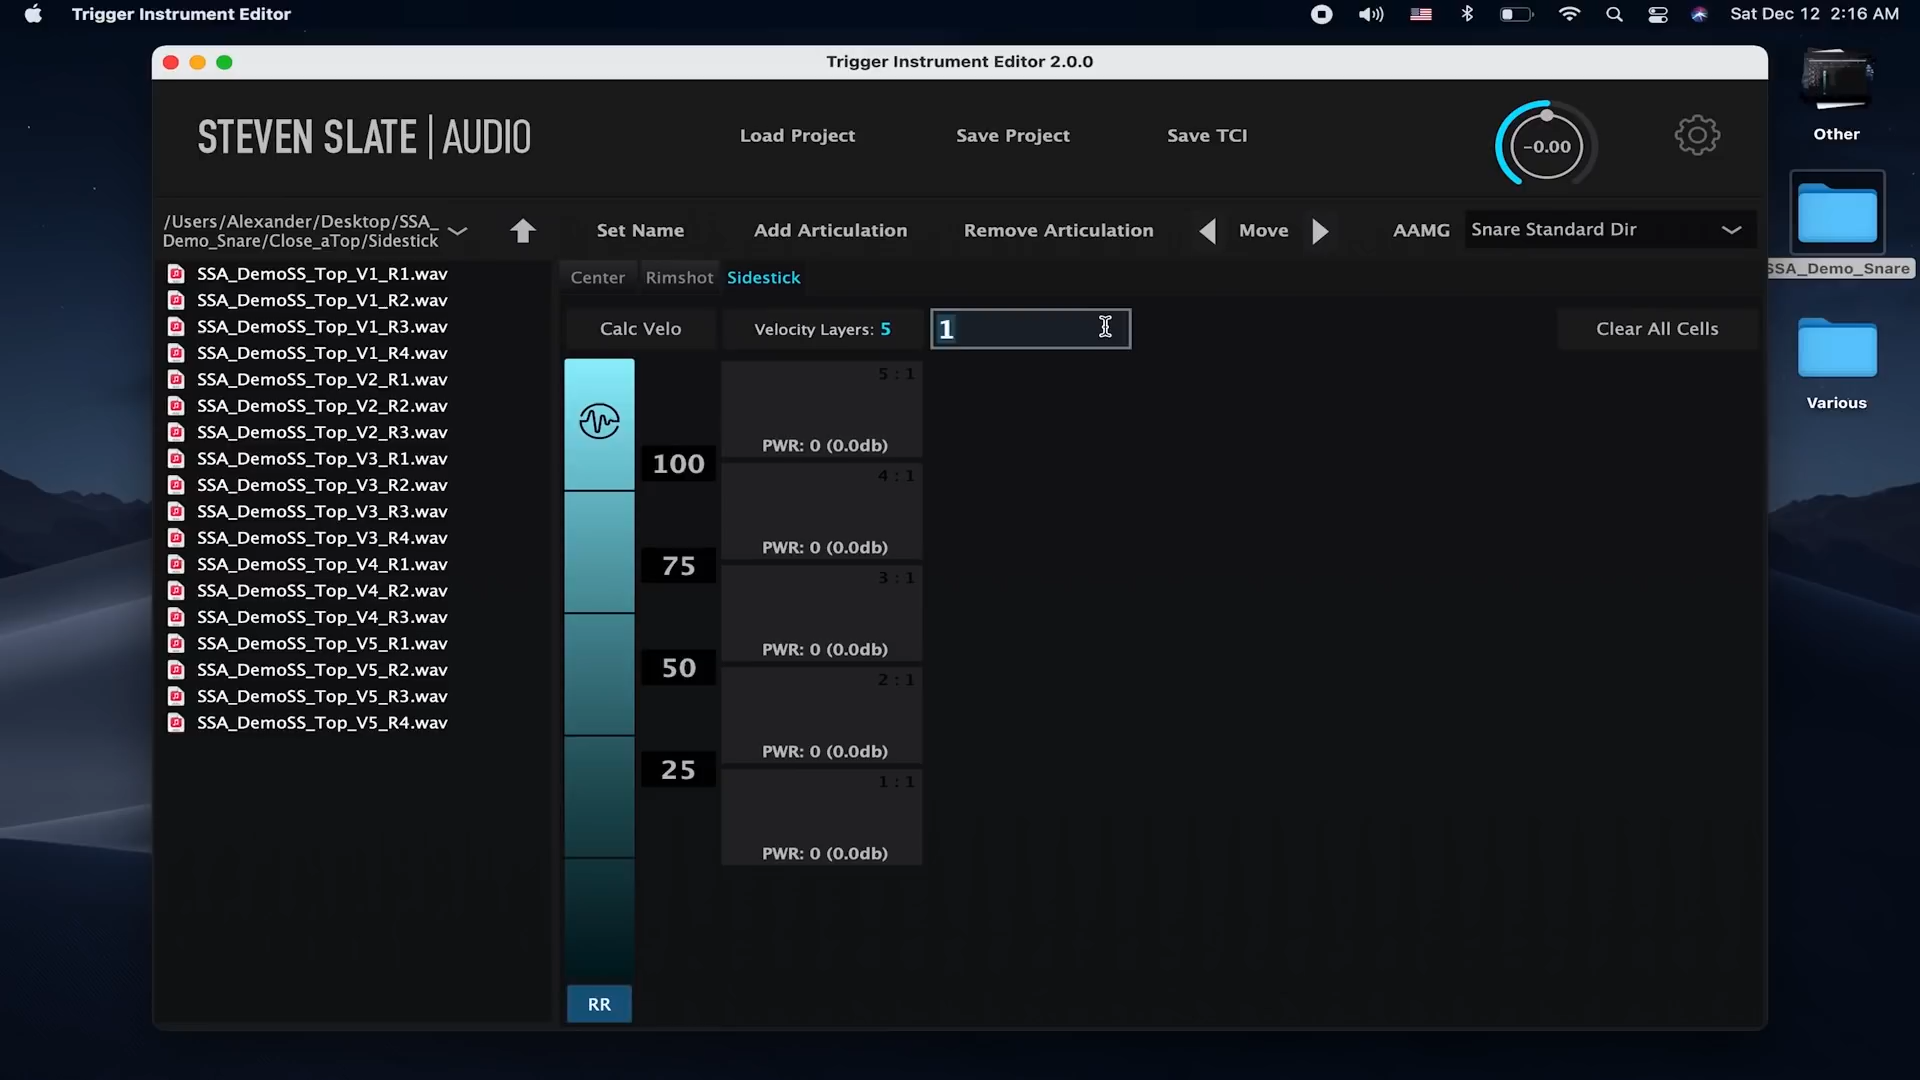 Trigger Instrument Editor
Sat Dec 12 2:16 AM
Trigger Instrument Editor 2.0.0
STEVEN SLATE | AUDIO
Load Project
Save Project
Save TCI
-0.00
Other
/Users/Alexander/Desktop/SSA_
Demo_Snare/Close_aTop/Sidestick
Set Name
Add Articulation
Remove Articulation
Move
AAMG
Snare Standard Dir
SSA_Demo_Snare
Various
SSA_DemoSS_Top_V1_R1.wav
SSA_DemoSS_Top_V1_R2.wav
SSA_DemoSS_Top_V1_R3.wav
SSA_DemoSS_Top_V1_R4.wav
SSA_DemoSS_Top_V2_R1.wav
SSA_DemoSS_Top_V2_R2.wav
SSA_DemoSS_Top_V2_R3.wav
SSA_DemoSS_Top_V3_R1.wav
SSA_DemoSS_Top_V3_R2.wav
SSA_DemoSS_Top_V3_R3.wav
SSA_DemoSS_Top_V3_R4.wav
SSA_DemoSS_Top_V4_R1.wav
SSA_DemoSS_Top_V4_R2.wav
SSA_DemoSS_Top_V4_R3.wav
SSA_DemoSS_Top_V5_R1.wav
SSA_DemoSS_Top_V5_R2.wav
SSA_DemoSS_Top_V5_R3.wav
SSA_DemoSS_Top_V5_R4.wav
Center
Rimshot
Sidestick
Calc Velo
Velocity Layers: 5
1
Clear All Cells
5 : 1
PWR: 0 (0.0db)
100
4 : 1
PWR: 0 (0.0db)
75
3 : 1
PWR: 0 (0.0db)
50
2 : 1
PWR: 0 (0.0db)
25
1 : 1
PWR: 0 (0.0db)
RR